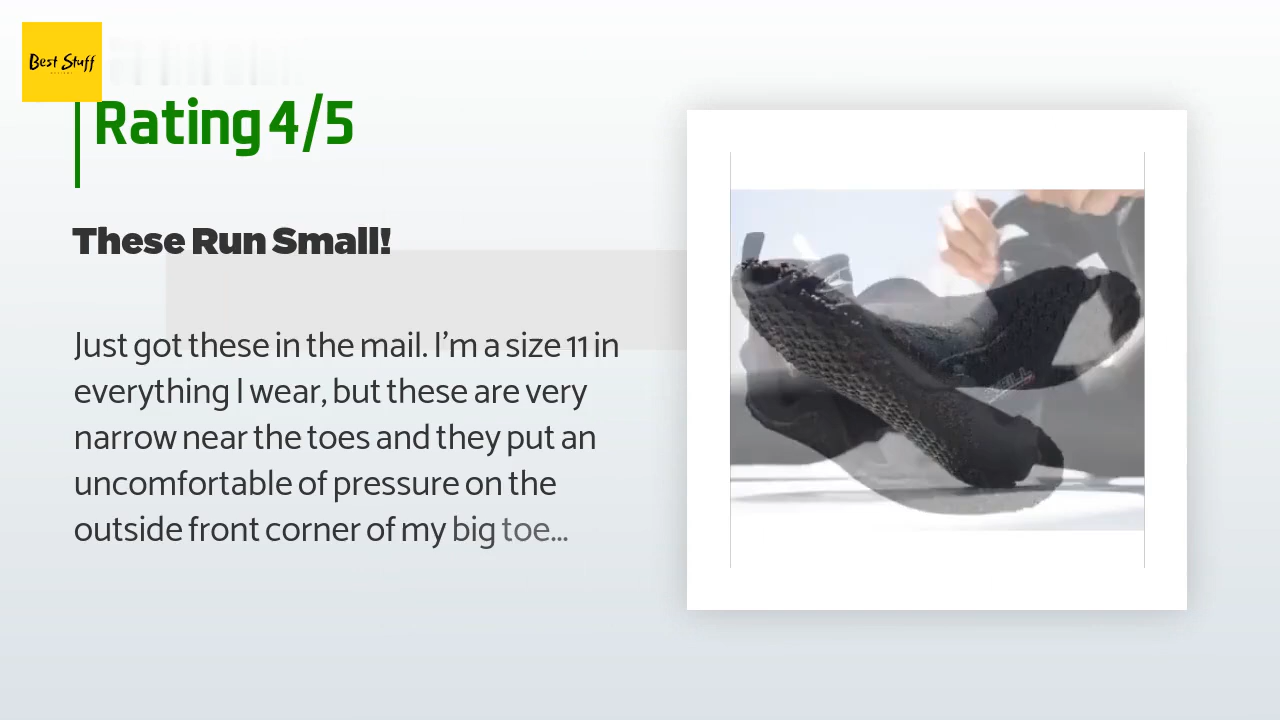 Best Stuff
Rating 4/5
These Run Small!
Just got these in the mail. I'm a size 11 in
everything I wear, but these are very
narrow near the toes and they put an
uncomfortable of pressure on the
outside front corner of my big toe...